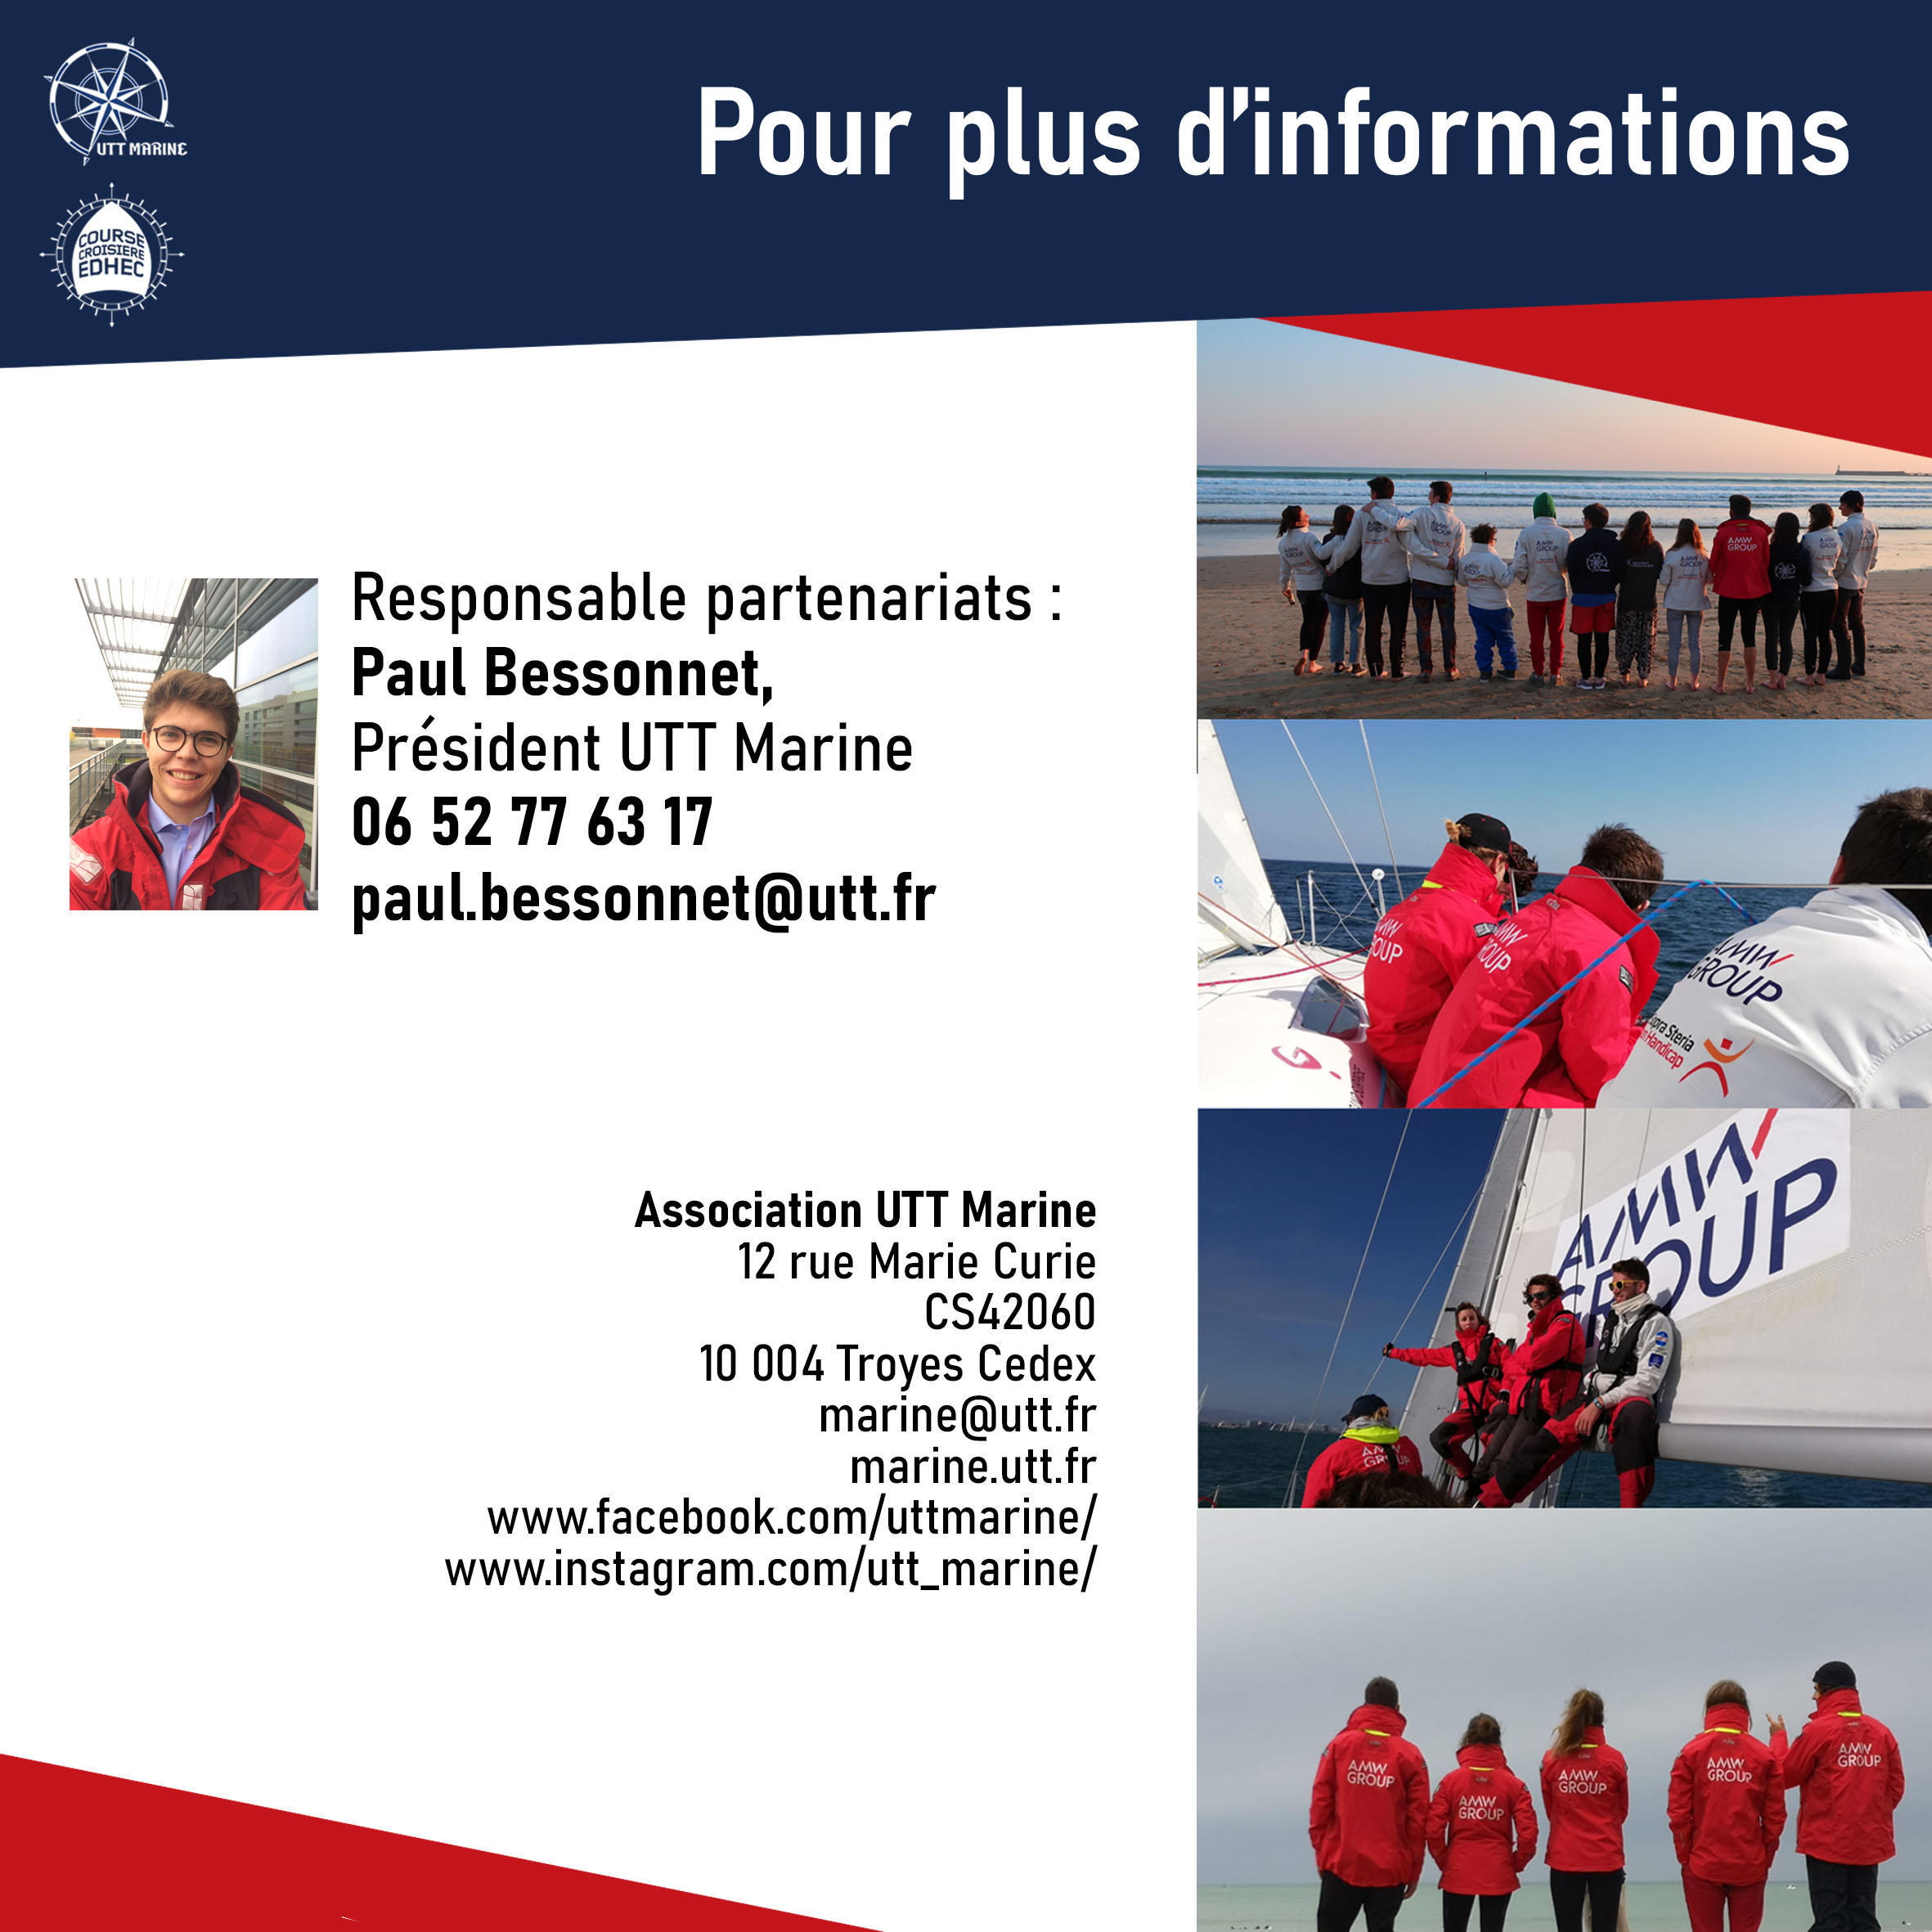 UTT MARINE
COURSE
CROISIERE
EDHEC
Pour plus d'informations
Responsable partenariats :
Paul Bessonnet,
Président UTT Marine
06 52 77 63 17
paul.bessonnet@utt.fr
Association UTT Marine
12 rue Marie Curie
CS42060
10 004 Troyes Cedex
marine@utt.fr
marine.utt.fr
www.facebook.com/uttmarine/
www.instagram.com/utt_marine/
AMW
GROUP
AMW
GROUP
Steria
Handicap
AMW
GROUP
AMW
GROUP
AMW
GROUP
AMW
GROUP
AMW
GROUP
AMW
GROUP